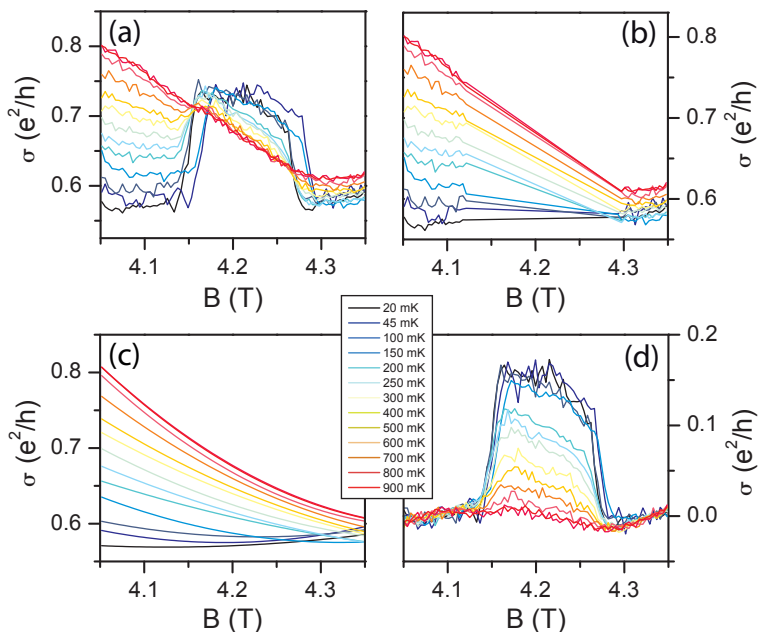 (a)
0.8
0.7
0.6
σ (e²/h)
4.1 4.2 4.3
B (T)
(b)
0.8
0.7
0.6
σ (e²/h)
4.1 4.2 4.3
B (T)
20 mK
45 mK
100 mK
150 mK
200 mK
250 mK
300 mK
400 mK
500 mK
600 mK
700 mK
800 mK
900 mK
(c)
0.8
0.7
0.6
σ (e²/h)
4.1 4.2 4.3
B (T)
(d)
0.2
0.1
0.0
σ (e²/h)
4.1 4.2 4.3
B (T)